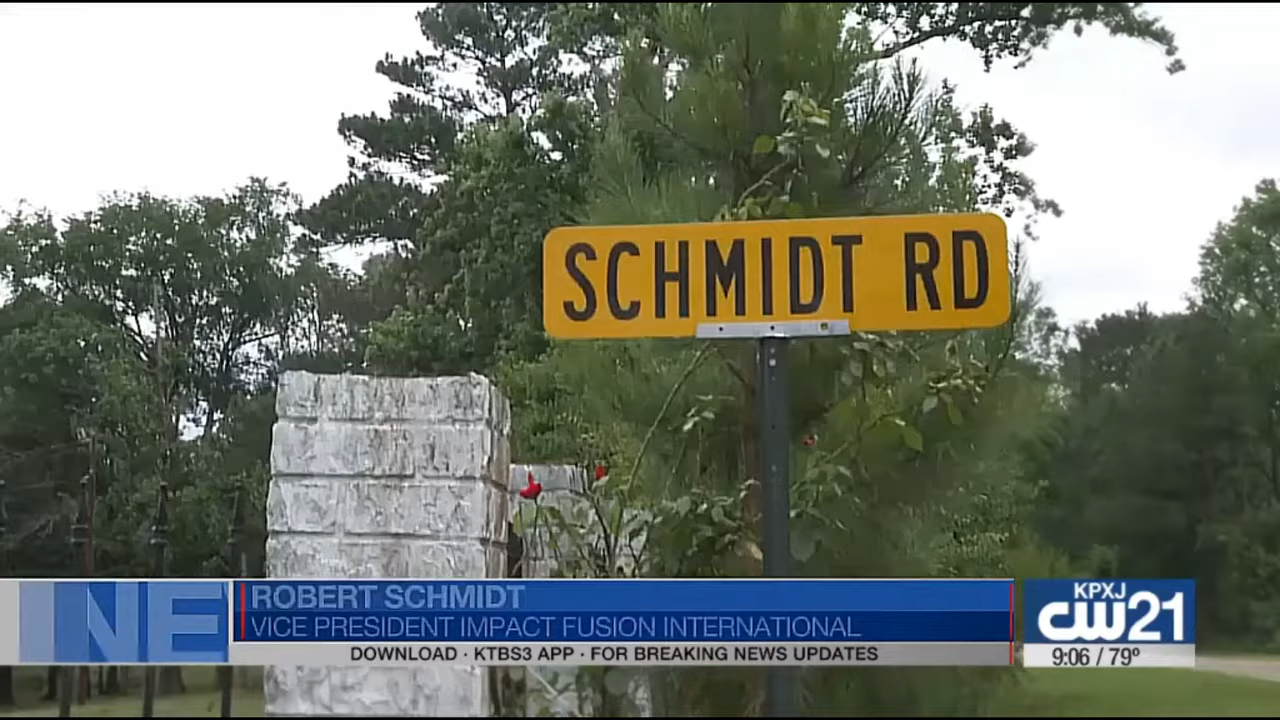 SCHMIDT RD
NE
ROBERT SCHMIDT
VICE PRESIDENT IMPACT FUSION INTERNATIONAL
DOWNLOAD · KTBS3 APP · FOR BREAKING NEWS UPDATES
KPXJ
CW21
9:06 / 79°